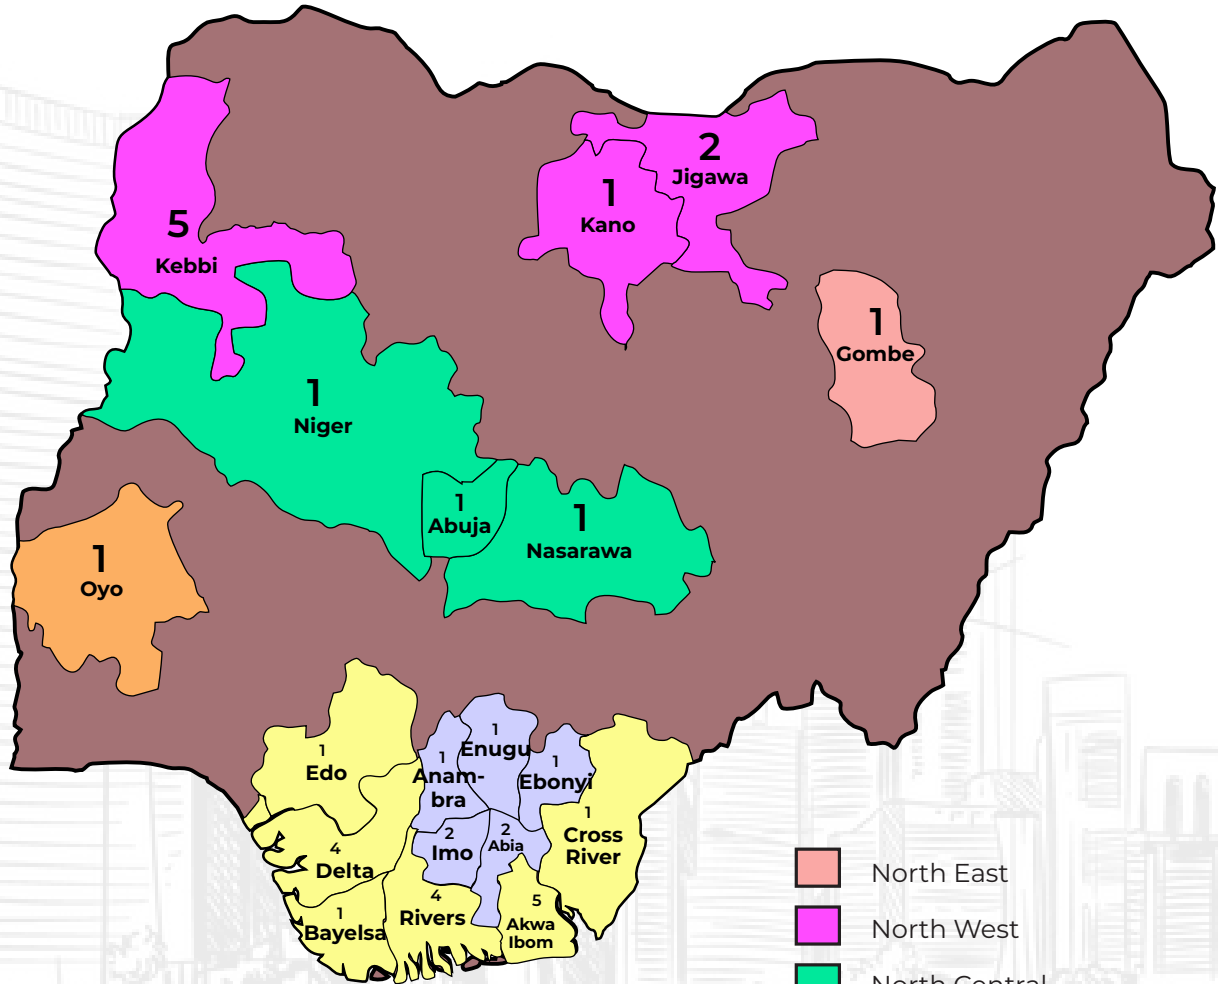 5
Kebbi
1
Kano
2
Jigawa
1
Gombe
1
Niger
1
Abuja
1
Nasarawa
1
Oyo
1
Edo
1
Anam-
bra
1
Enugu
1
Ebonyi
1
Cross
River
4
Delta
2
Imo
2
Abia
1
Bayelsa
4
Rivers
5
Akwa
Ibom
North East
North West
North Central